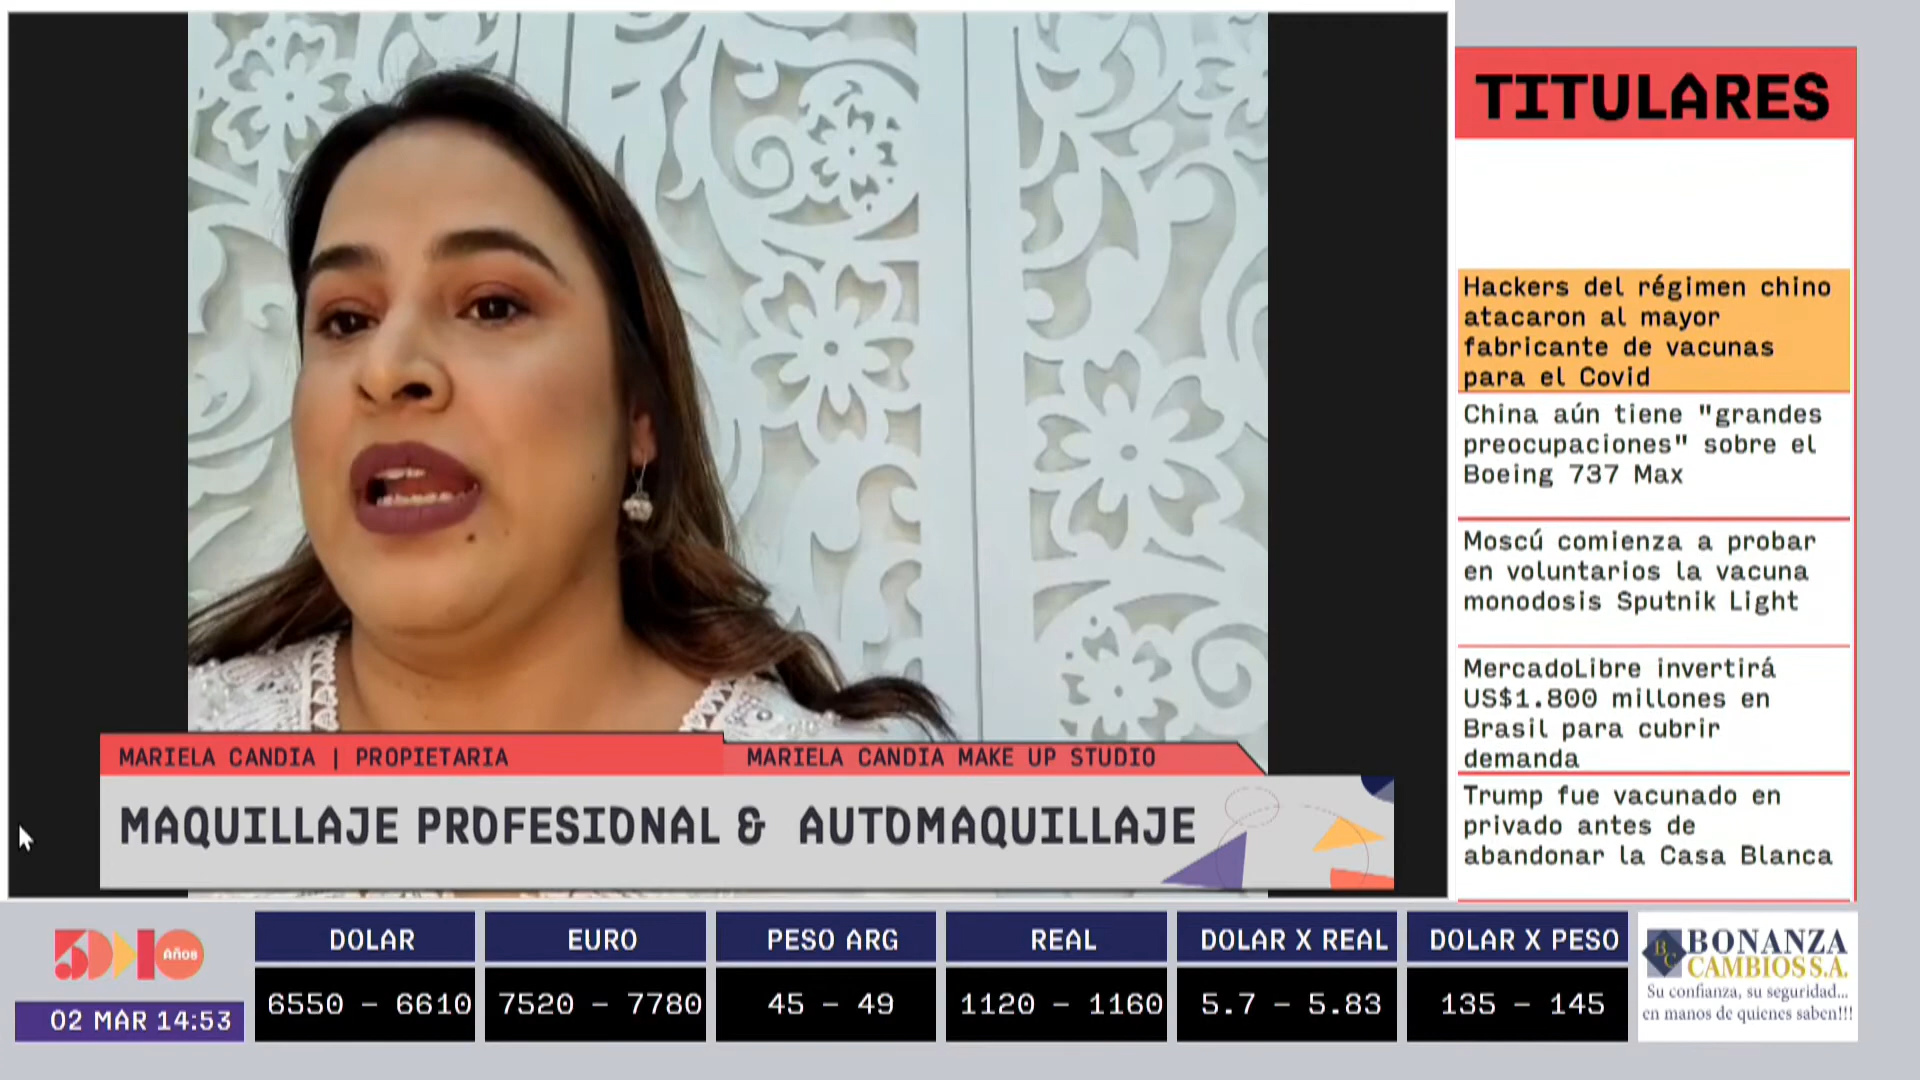 TITULARES
Hackers del régimen chino
atacaron al mayor
fabricante de vacunas
para el Covid
China aún tiene "grandes
preocupaciones" sobre el
Boeing 737 Max
Moscú comienza a probar
en voluntarios la vacuna
monodosis Sputnik Light
MercadoLibre invertirá
US$1.800 millones en
Brasil para cubrir
demanda
Trump fue vacunado en
privado antes de
abandonar la Casa Blanca
MARIELA CANDIA | PROPIETARIA
MARIELA CANDIA MAKE UP STUDIO
MAQUILLAJE PROFESIONAL & AUTOMAQUILLAJE
Años
02 MAR 14:53
DOLAR
6550 - 6610
EURO
7520 - 7780
PESO ARG
45 - 49
REAL
1120 - 1160
DOLAR X REAL
5.7 - 5.83
DOLAR X PESO
135 - 145
BC
BONANZA
CAMBIOS S.A.
Su confianza, su seguridad...
en manos de quienes saben!!!